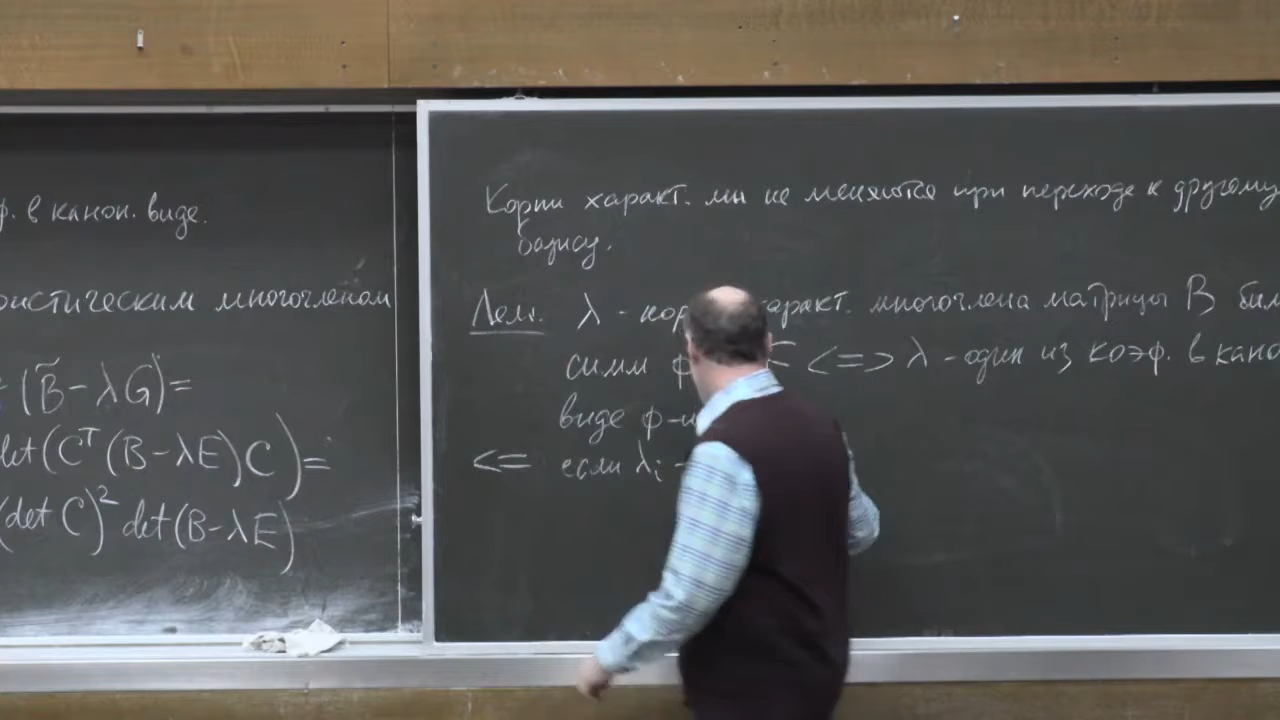 ф. в канон. виде.
ристическим многочленом
(B̃ - λG) =
det(Cᵀ(B - λE)C) =
(det C)² det(B - λE)
Корни характ. мн не меняются при переходе к другому
базису.
Лем. λ - кор характ. многочлена матрицы B бил
симм ф <=> λ - один из коэф. в кано
виде ф-
<= если λᵢ -